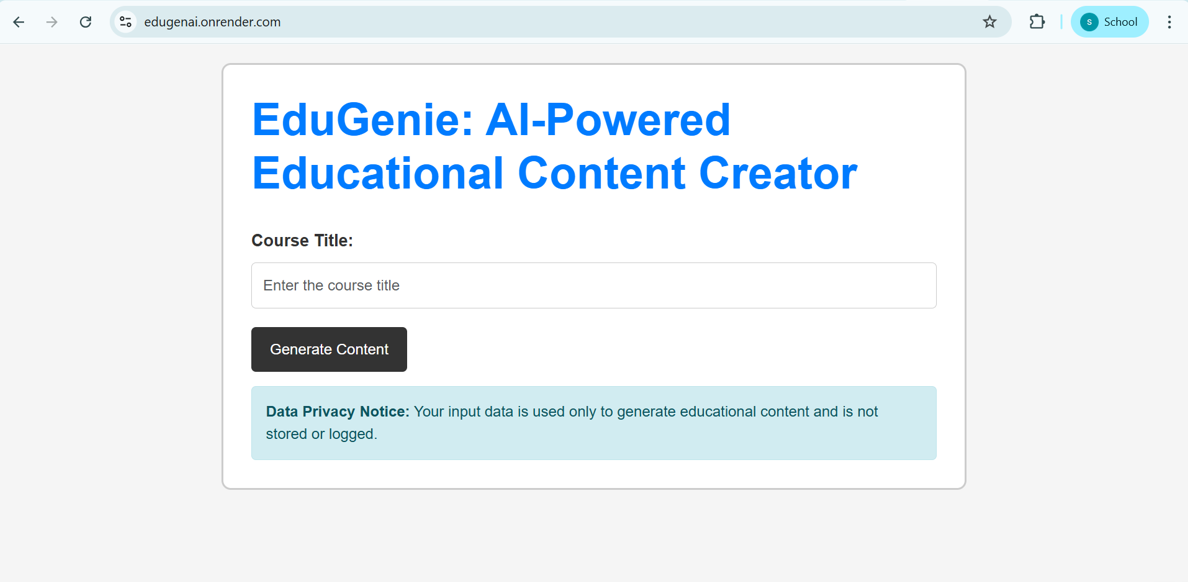 edugenai.onrender.com
S School
EduGenie: AI-Powered
Educational Content Creator
Course Title:
Enter the course title
Generate Content
Data Privacy Notice: Your input data is used only to generate educational content and is not
stored or logged.